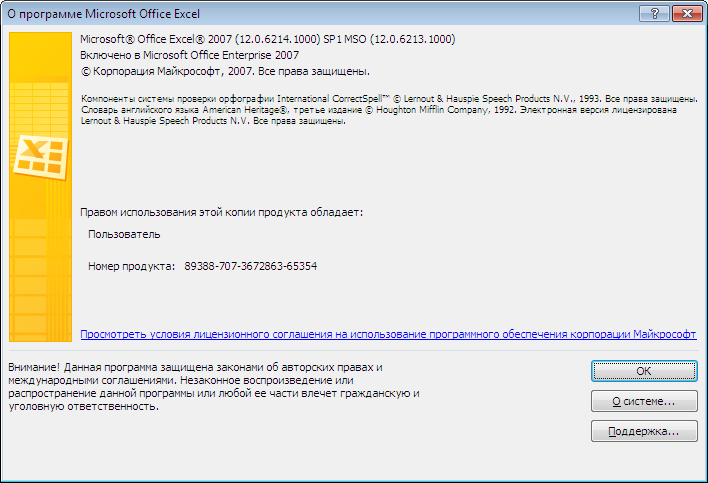 О программе Microsoft Office Excel
Microsoft® Office Excel® 2007 (12.0.6214.1000) SP1 MSO (12.0.6213.1000)
Включено в Microsoft Office Enterprise 2007
© Корпорация Майкрософт, 2007. Все права защищены.
Компоненты системы проверки орфографии International CorrectSpell™ © Lernout & Hauspie Speech Products N.V., 1993. Все права защищены.
Словарь английского языка American Heritage®, третье издание © Houghton Mifflin Company, 1992. Электронная версия лицензирована
Lernout & Hauspie Speech Products N.V. Все права защищены.
Правом использования этой копии продукта обладает:
Пользователь
Номер продукта: 89388-707-3672863-65354
Просмотреть условия лицензионного соглашения на использование программного обеспечения корпорации Майкрософт
Внимание! Данная программа защищена законами об авторских правах и
международными соглашениями. Незаконное воспроизведение или
распространение данной программы или любой ее части влечет гражданскую и
уголовную ответственность.
OK
О системе...
Поддержка...